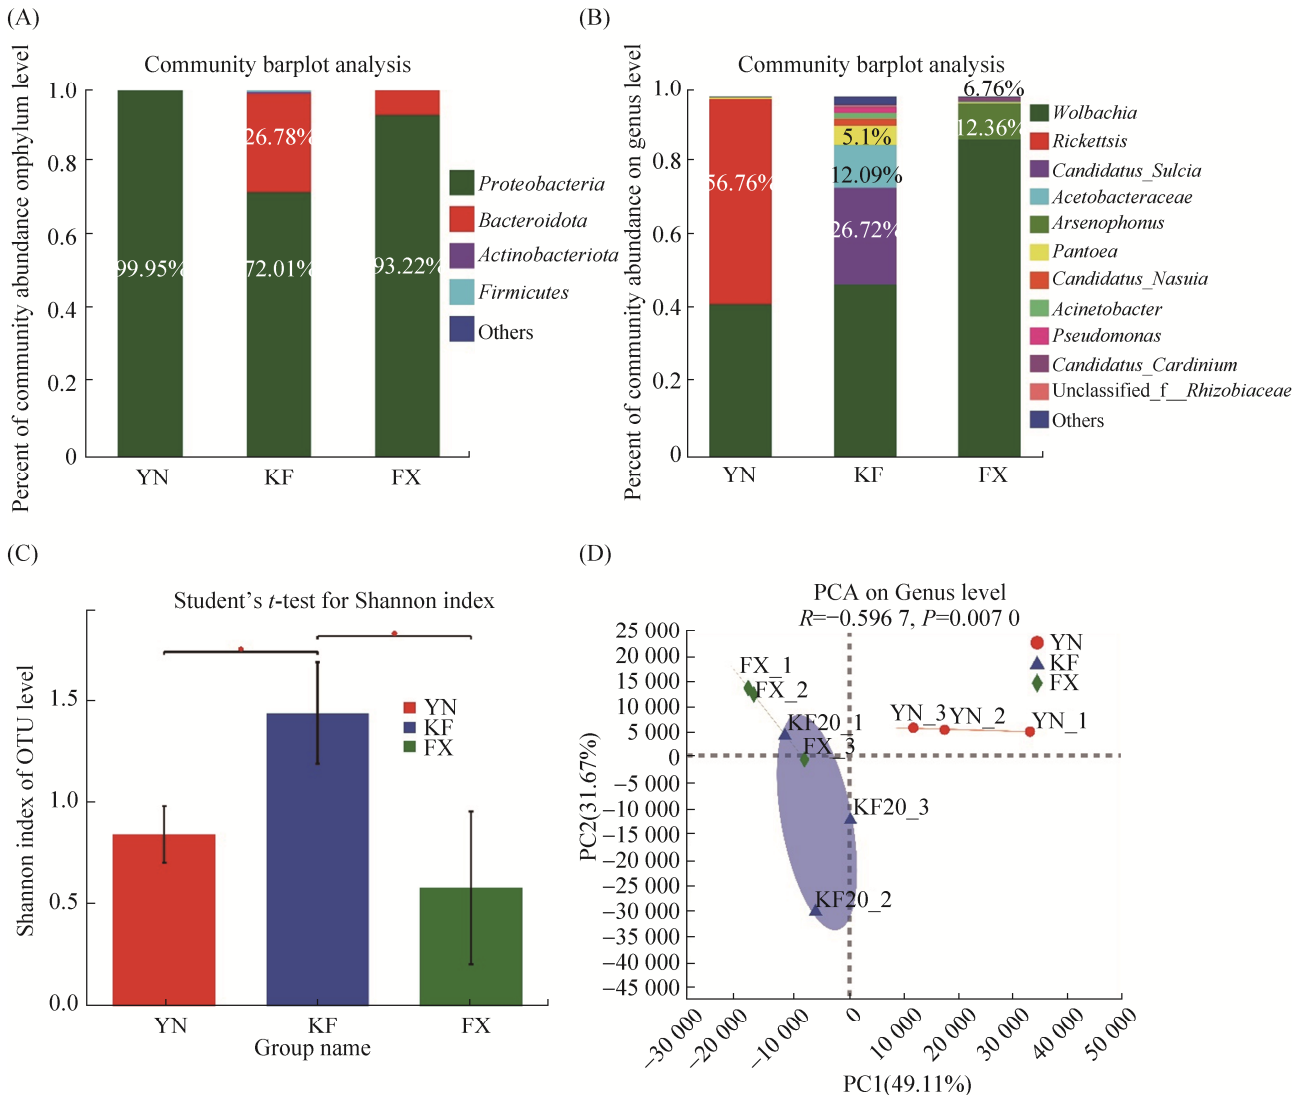 (A)
Community barplot analysis
Percent of community abundance onphylum level
1.0
0.8
0.6
0.4
0.2
0
99.95%
26.78%
72.01%
93.22%
YN
KF
FX
Proteobacteria
Bacteroidota
Actinobacteriota
Firmicutes
Others
(B)
Community barplot analysis
Percent of community abundance on genus level
1.0
0.8
0.6
0.4
0.2
0
56.76%
5.1%
12.09%
26.72%
6.76%
12.36%
YN
KF
FX
Wolbachia
Rickettsis
Candidatus_Sulcia
Acetobacteraceae
Arsenophonus
Pantoea
Candidatus_Nasuia
Acinetobacter
Pseudomonas
Candidatus_Cardinium
Unclassified_f__Rhizobiaceae
Others
(C)
Student’s t-test for Shannon index
Shannon index of OTU level
1.5
1.0
0.5
0.0
YN
KF
FX
YN
KF
FX
Group name
(D)
PCA on Genus level
R=−0.596 7, P=0.007 0
PC2(31.67%)
25 000
20 000
15 000
10 000
5 000
0
−5 000
−10 000
−15 000
−20 000
−25 000
−30 000
−35 000
−40 000
−45 000
YN
KF
FX
FX_1
FX_2
KF20_1
FX_3
YN_3
YN_2
YN_1
KF20_3
KF20_2
−30 000
−20 000
−10 000
0
10 000
20 000
30 000
40 000
50 000
PC1(49.11%)